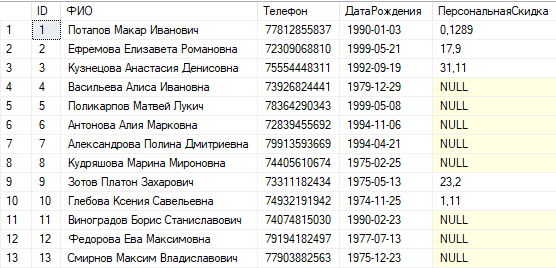 ID ФИО Телефон ДатаРождения ПерсональнаяСкидка
1 1 Потапов Макар Иванович 77812855837 1990-01-03 0,1289
2 2 Ефремова Елизавета Романовна 72309068810 1999-05-21 17,9
3 3 Кузнецова Анастасия Денисовна 75554448311 1992-09-19 31,11
4 4 Васильева Алиса Ивановна 73926824441 1979-12-29 NULL
5 5 Поликарпов Матвей Лукич 78364290343 1999-05-08 NULL
6 6 Антонова Алия Марковна 72839455692 1994-11-06 NULL
7 7 Александрова Полина Дмитриевна 79913593669 1994-04-21 NULL
8 8 Кудряшова Марина Мироновна 74405610674 1975-02-25 NULL
9 9 Зотов Платон Захарович 73311182434 1975-05-13 23,2
10 10 Глебова Ксения Савельевна 74932191942 1974-11-25 1,11
11 11 Виноградов Борис Станиславович 74074815030 1990-02-23 NULL
12 12 Федорова Ева Максимовна 79194182497 1977-07-13 NULL
13 13 Смирнов Максим Владиславович 77903882563 1975-12-23 NULL